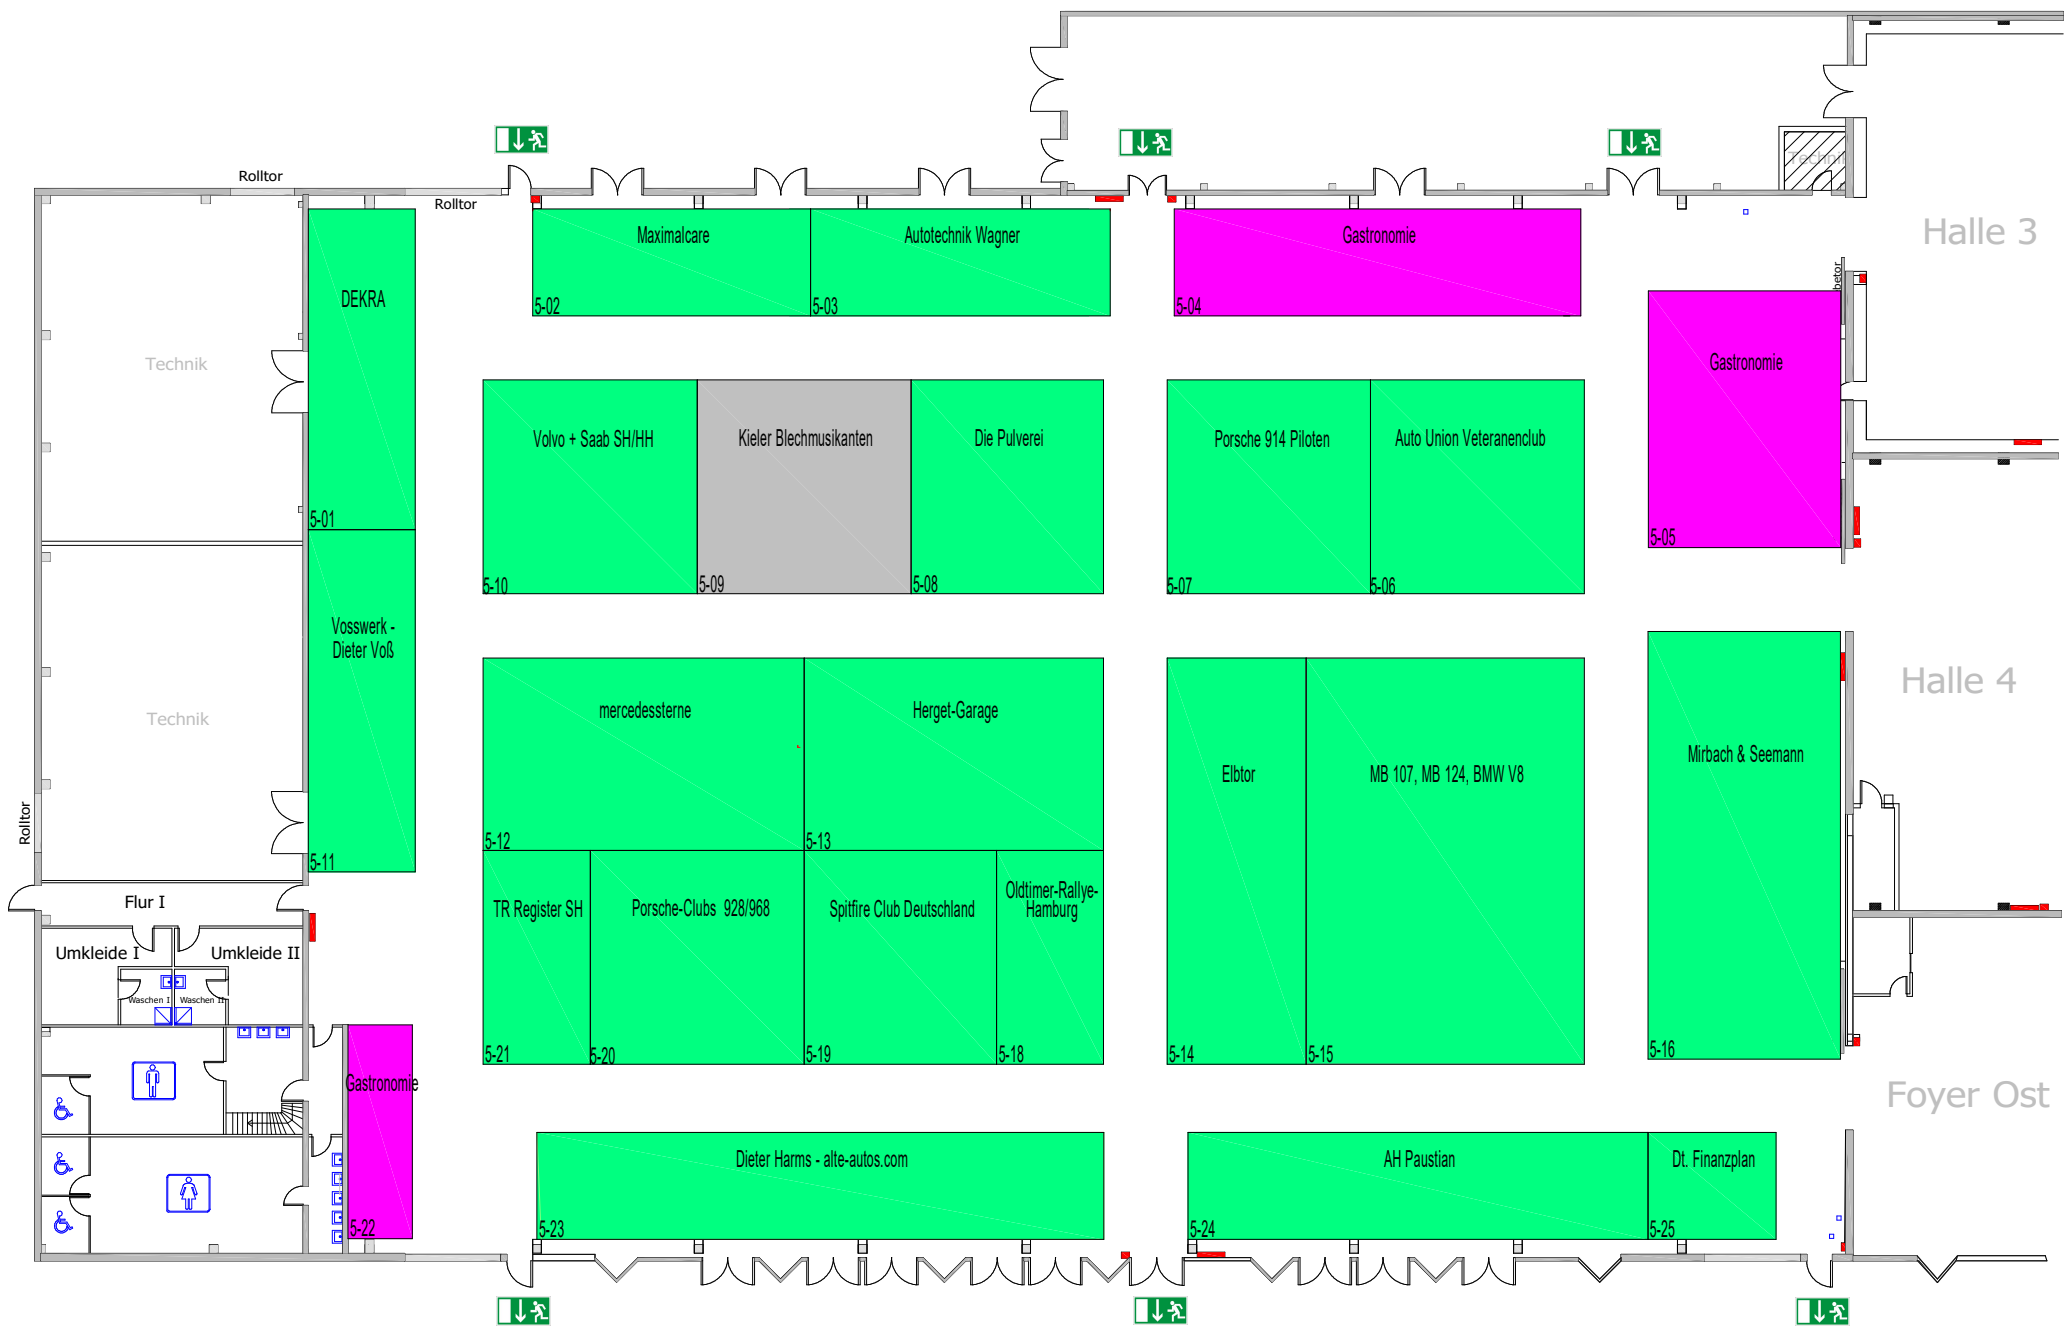 Rolltor
Rolltor
Technik
Halle 3
Maximalcare
5-02
Autotechnik Wagner
5-03
Gastronomie
5-04
DEKRA
5-01
Technik
betor
Gastronomie
5-05
Volvo + Saab SH/HH
5-10
Kieler Blechmusikanten
5-09
Die Pulverei
5-08
Porsche 914 Piloten
5-07
Auto Union Veteranenclub
5-06
Vosswerk -
Dieter Voß
5-11
Technik
Rolltor
mercedessterne
5-12
Herget-Garage
5-13
Elbtor
5-14
MB 107, MB 124, BMW V8
5-15
Mirbach & Seemann
5-16
Halle 4
Flur I
Umkleide I
Umkleide II
Waschen I
Waschen II
TR Register SH
5-21
Porsche-Clubs 928/968
5-20
Spitfire Club Deutschland
5-19
Oldtimer-Rallye-
Hamburg
5-18
Gastronomie
5-22
Foyer Ost
Dieter Harms - alte-autos.com
5-23
AH Paustian
5-24
Dt. Finanzplan
5-25